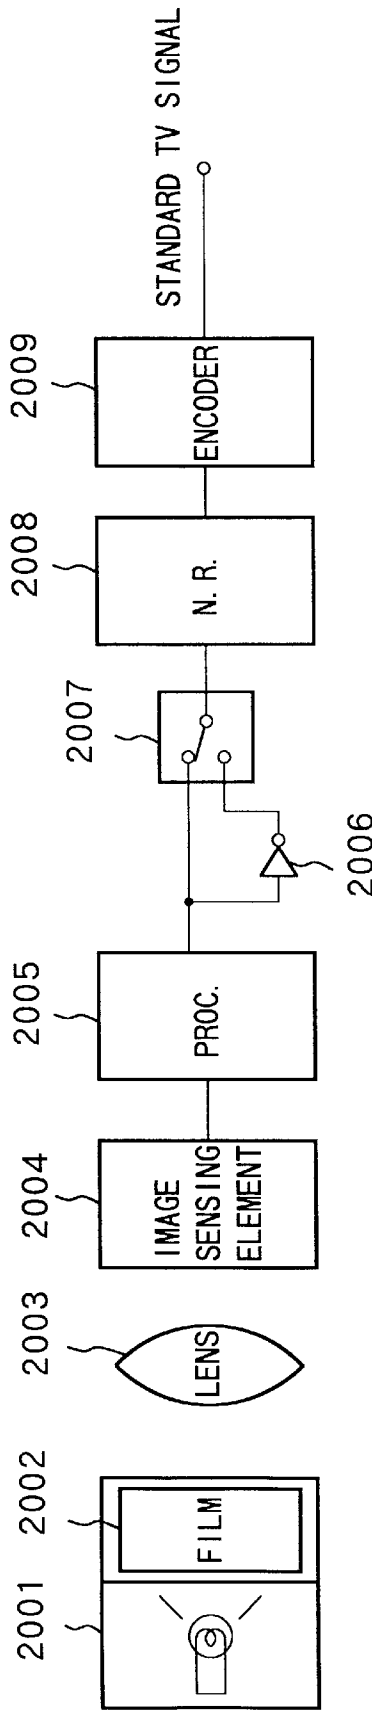 2001
2002
FILM
2003
LENS
2004
IMAGE
SENSING
ELEMENT
2005
PROC.
2006
2007
2008
N. R.
2009
ENCODER
STANDARD TV SIGNAL